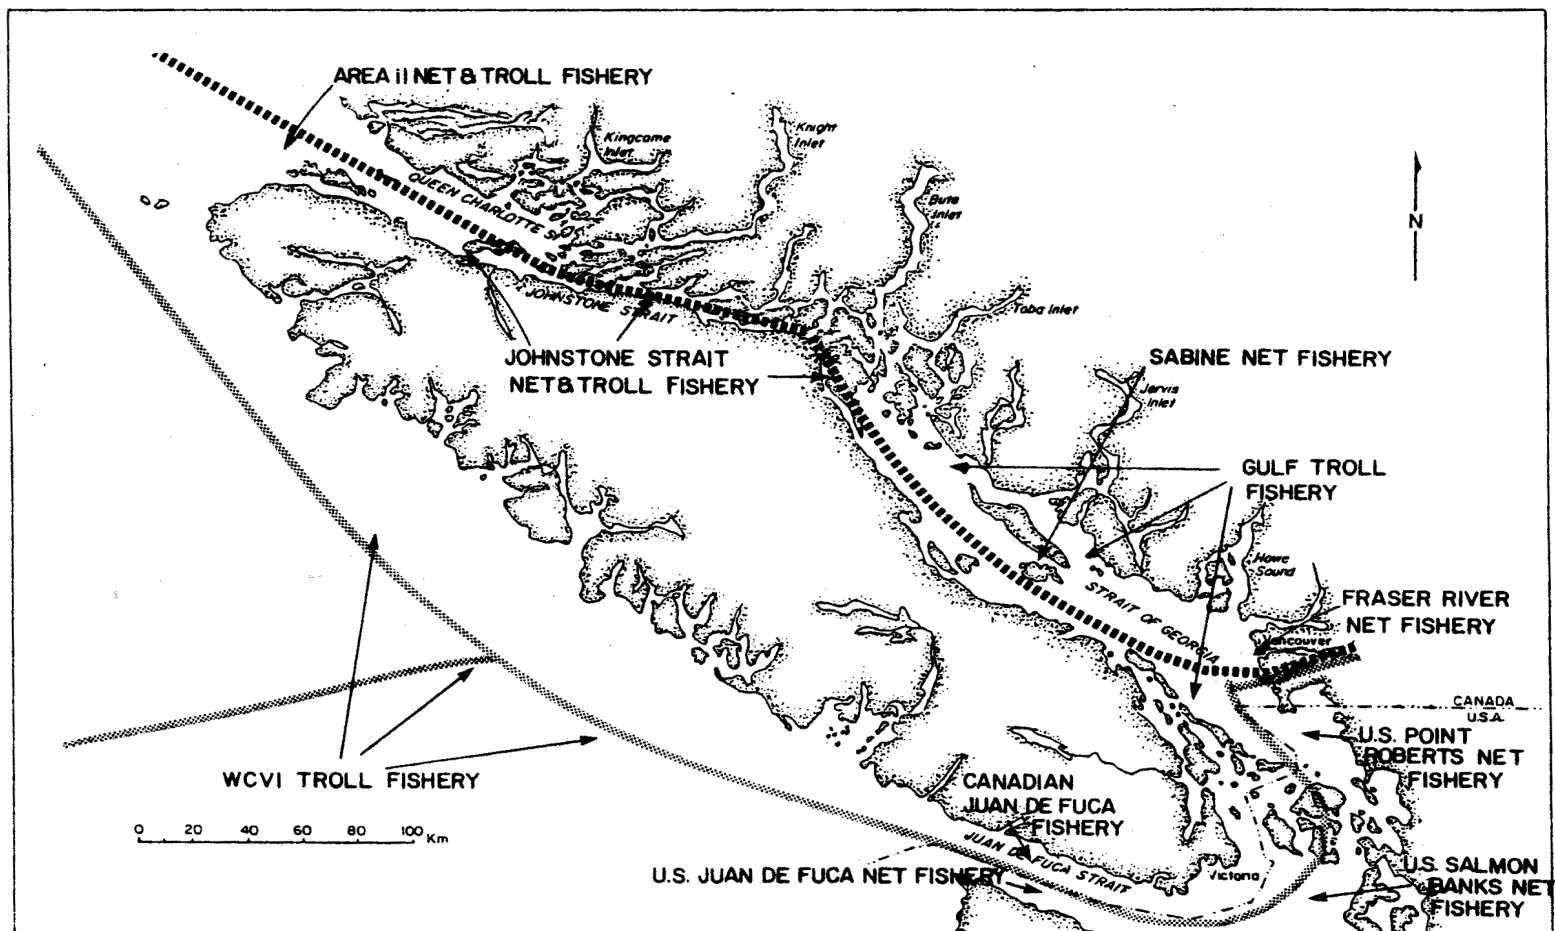 AREA 11 NET & TROLL FISHERY
Kingcome
Inlet
Knight
Inlet
Bute
Inlet
N
QUEEN CHARLOTTE
JOHNSTONE STRAIT
Toba Inlet
JOHNSTONE STRAIT
NET & TROLL FISHERY
SABINE NET FISHERY
Jervis
Inlet
GULF TROLL
FISHERY
Howe
Sound
STRAIT OF GEORGIA
FRASER RIVER
NET FISHERY
Vancouver
CANADA
U.S.A.
U.S. POINT
ROBERTS NET
FISHERY
WCVI TROLL FISHERY
CANADIAN
JUAN DE FUCA
FISHERY
0 20 40 60 80 100 Km
JUAN DE FUCA STRAIT
U.S. JUAN DE FUCA NET FISHERY
Victoria
U.S. SALMON
BANKS NET
FISHERY